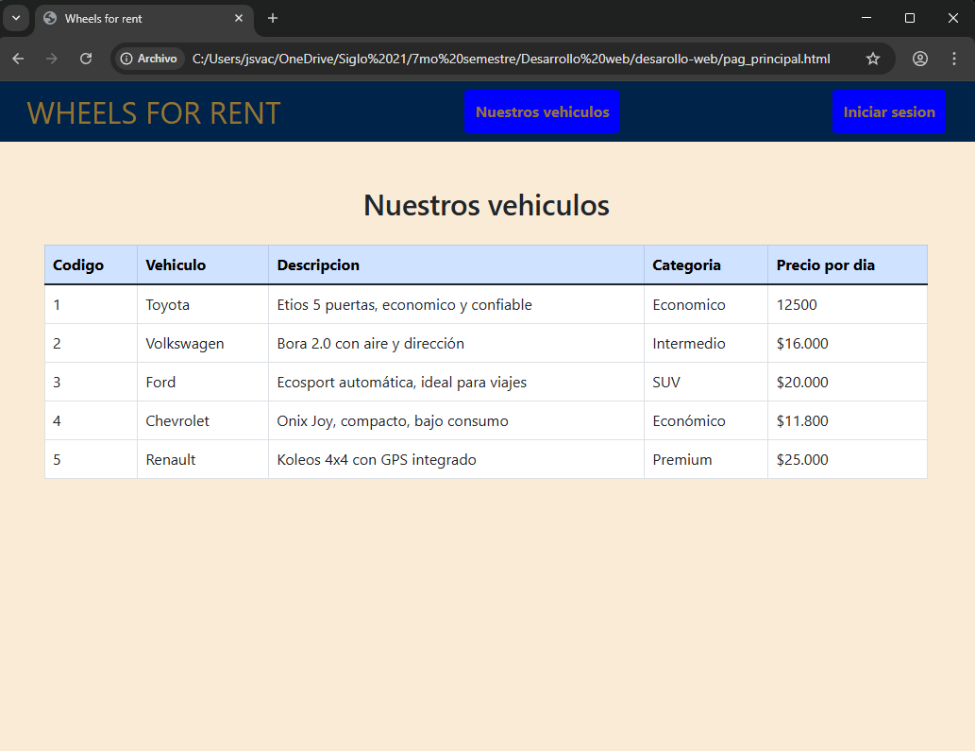 Wheels for rent
Archivo C:/Users/jsvac/OneDrive/Siglo%2021/7mo%20semestre/Desarrollo%20web/desarollo-web/pag_principal.html
WHEELS FOR RENT Nuestros vehiculos Iniciar sesion
Nuestros vehiculos
Codigo Vehiculo Descripcion Categoria Precio por dia
1 Toyota Etios 5 puertas, economico y confiable Economico 12500
2 Volkswagen Bora 2.0 con aire y dirección Intermedio $16.000
3 Ford Ecosport automática, ideal para viajes SUV $20.000
4 Chevrolet Onix Joy, compacto, bajo consumo Económico $11.800
5 Renault Koleos 4x4 con GPS integrado Premium $25.000